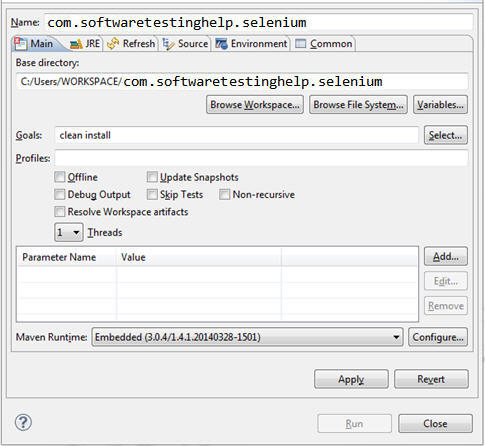 Name: com.softwaretestinghelp.selenium
Main JRE Refresh Source Environment Common
Base directory:
C:/Users/WORKSPACE/com.softwaretestinghelp.selenium
Browse Workspace... Browse File System... Variables...
Goals: clean install Select...
Profiles:
Offline Update Snapshots
Debug Output Skip Tests Non-recursive
Resolve Workspace artifacts
1 Threads
Parameter Name Value Add...
Edit...
Remove
Maven Runtime: Embedded (3.0.4/1.4.1.20140328-1501) Configure...
Apply Revert
? Run Close